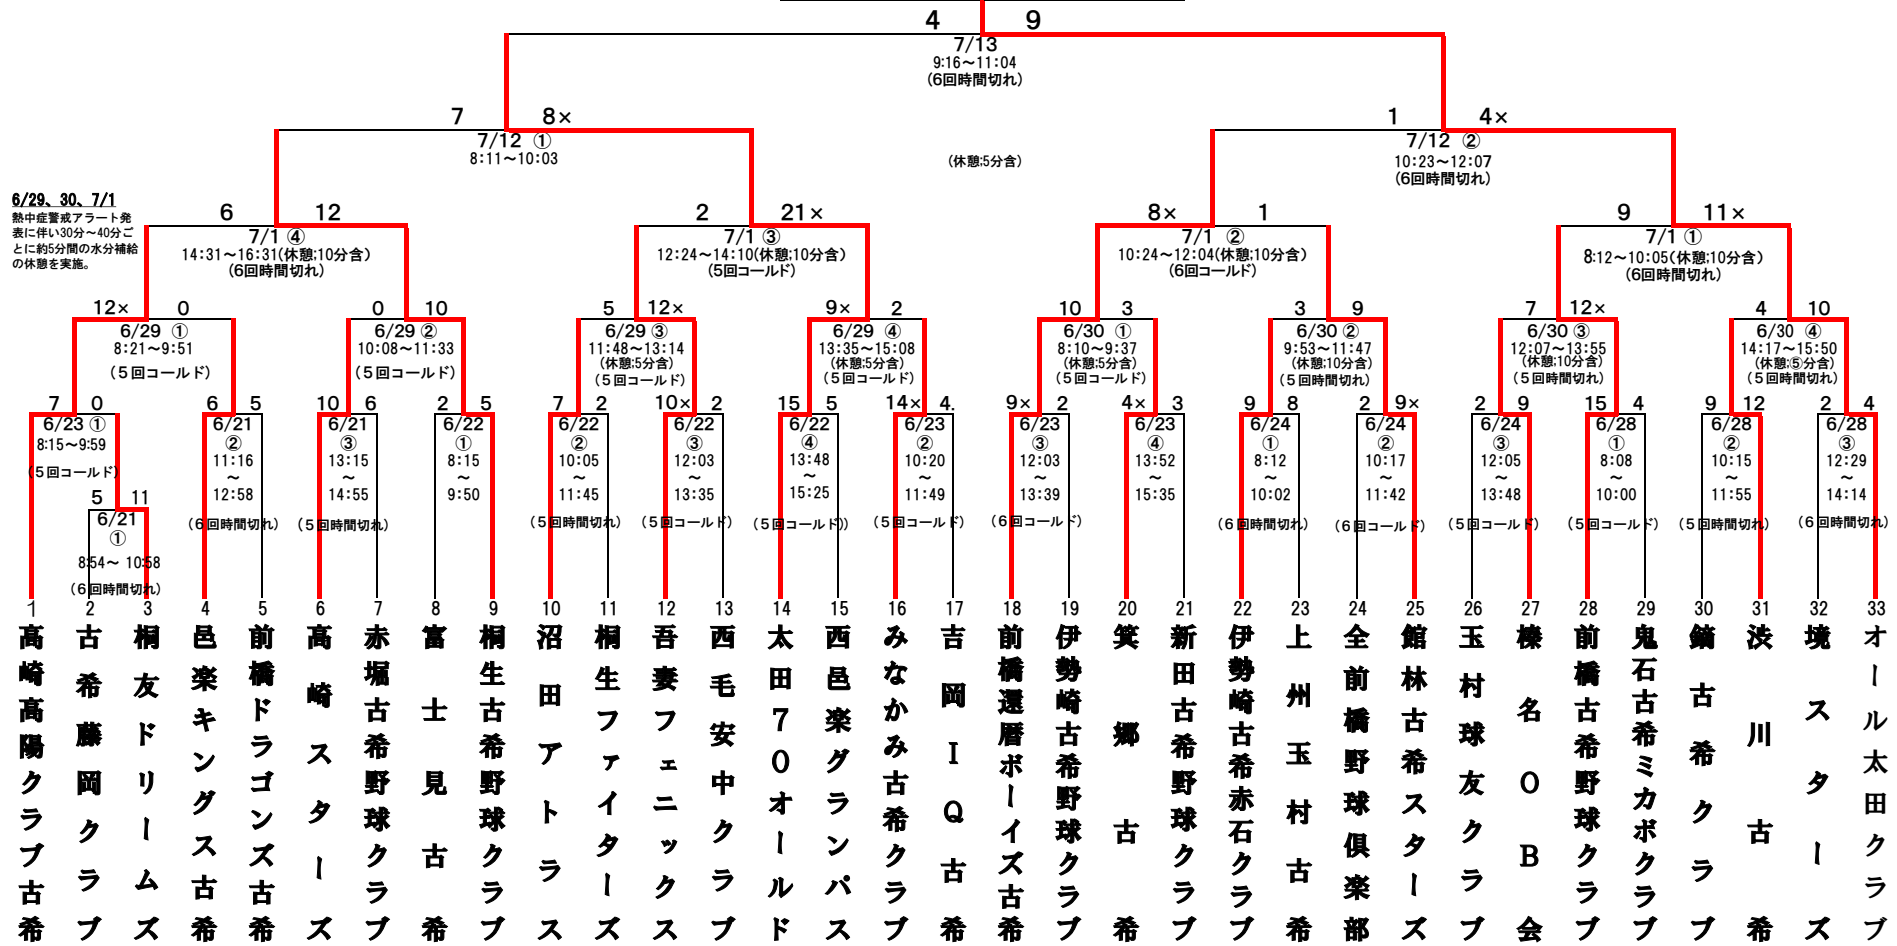 4 9
7/13
9:16～11:04
(6回時間切れ)
7 8×
7/12 ①
8:11～10:03
(休憩;5分含)
1 4×
7/12 ②
10:23～12:07
(6回時間切れ)
6/29、30、7/1
熱中症警戒アラート発
表に伴い30分～40分ご
とに約5分間の水分補給
の休憩を実施。
6 12
7/1 ④
14:31～16:31(休憩;10分含)
(6回時間切れ)
2 21×
7/1 ③
12:24～14:10(休憩;10分含)
(5回コールド)
8× 1
7/1 ②
10:24～12:04(休憩;10分含)
(6回コールド)
9 11×
7/1 ①
8:12～10:05(休憩;10分含)
(6回時間切れ)
12× 0
6/29 ①
8:21～9:51
(5回コールド)
0 10
6/29 ②
10:08～11:33
(5回コールド)
5 12×
6/29 ③
11:48～13:14
(休憩;5分含)
(5回コールド)
9× 2
6/29 ④
13:35～15:08
(休憩;5分含)
(5回コールド)
10 3
6/30 ①
8:10～9:37
(休憩;5分含)
(5回コールド)
3 9
6/30 ②
9:53～11:47
(休憩;10分含)
(5回時間切れ)
7 12×
6/30 ③
12:07～13:55
(休憩;10分含)
(5回時間切れ)
4 10
6/30 ④
14:17～15:50
(休憩;⑤分含)
(5回時間切れ)
7 0
6/23 ①
8:15～9:59
(5回コールド)
5 11
6/21
①
8:54～ 10:58
(6回時間切れ)
6 5
6/21
②
11:16
～
12:58
(6回時間切れ)
10 6
6/21
③
13:15
～
14:55
(5回時間切れ)
2 5
6/22
①
8:15
～
9:50
7 2
6/22
②
10:05
～
11:45
(5回時間切れ)
10× 2
6/22
③
12:03
～
13:35
(5回コールド)
15 5
6/22
④
13:48
～
15:25
(5回コールド))
14× 4.
6/23
②
10:20
～
11:49
(5回コールド)
9× 2
6/23
③
12:03
～
13:39
(6回コールド)
4× 3
6/23
④
13:52
～
15:35
9 8
6/24
①
8:12
～
10:02
(6回時間切れ)
2 9×
6/24
②
10:17
～
11:42
(6回コールド)
2 9
6/24
③
12:05
～
13:48
(5回コールド)
15 4
6/28
①
8:08
～
10:00
(5回コールド)
9 12
6/28
②
10:15
～
11:55
(5回時間切れ)
2 4
6/28
③
12:29
～
14:14
(6回時間切れ)
1 高崎高陽クラブ古希
2 古希藤岡クラブ
3 桐友ドリームズ
4 邑楽キングス古希
5 前橋ドラゴンズ古希
6 高崎スターズ
7 赤堀古希野球クラブ
8 富士見古希
9 桐生古希野球クラブ
10 沼田アトラス
11 桐生ファイターズ
12 吾妻フェニックス
13 西毛安中クラブ
14 太田70オールド
15 西邑楽グランパス
16 みなかみ古希クラブ
17 吉岡IQ古希
18 前橋還暦ボーイズ古希
19 伊勢崎古希野球クラブ
20 箕郷古希
21 新田古希野球クラブ
22 伊勢崎古希赤石クラブ
23 上州玉村古希
24 全前橋野球倶楽部
25 館林古希スターズ
26 玉村球友クラブ
27 榛名OB会
28 前橋古希野球クラブ
29 鬼石古希ミカボクラブ
30 鏑古希クラブ
31 渋川古希
32 境スターズ
33 オール太田クラブ